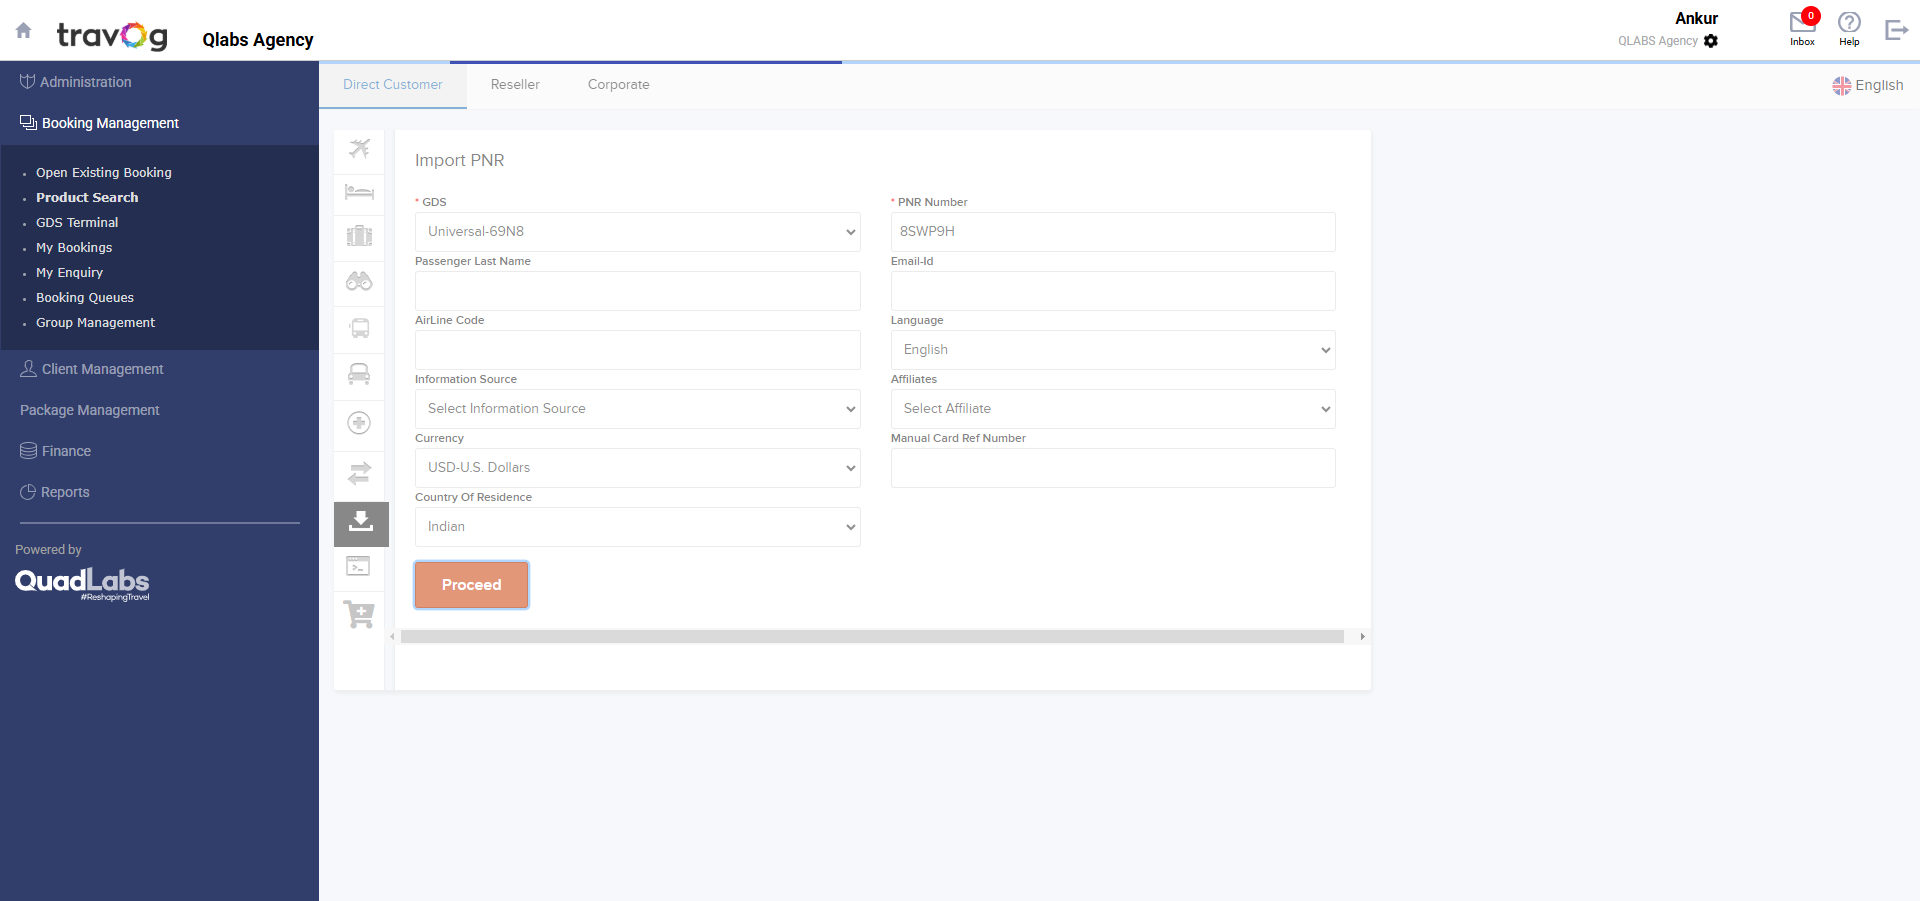 travog
Qlabs Agency
Ankur
QLABS Agency
0
Inbox
Help
Administration
Booking Management
Open Existing Booking
Product Search
GDS Terminal
My Bookings
My Enquiry
Booking Queues
Group Management
Client Management
Package Management
Finance
Reports
Powered by
QuadLabs
#ReshapingTravel
Direct Customer
Reseller
Corporate
English
Import PNR
* GDS
Universal-69N8
* PNR Number
8SWP9H
Passenger Last Name
Email-Id
AirLine Code
Language
English
Information Source
Select Information Source
Affiliates
Select Affiliate
Currency
USD-U.S. Dollars
Manual Card Ref Number
Country Of Residence
Indian
Proceed